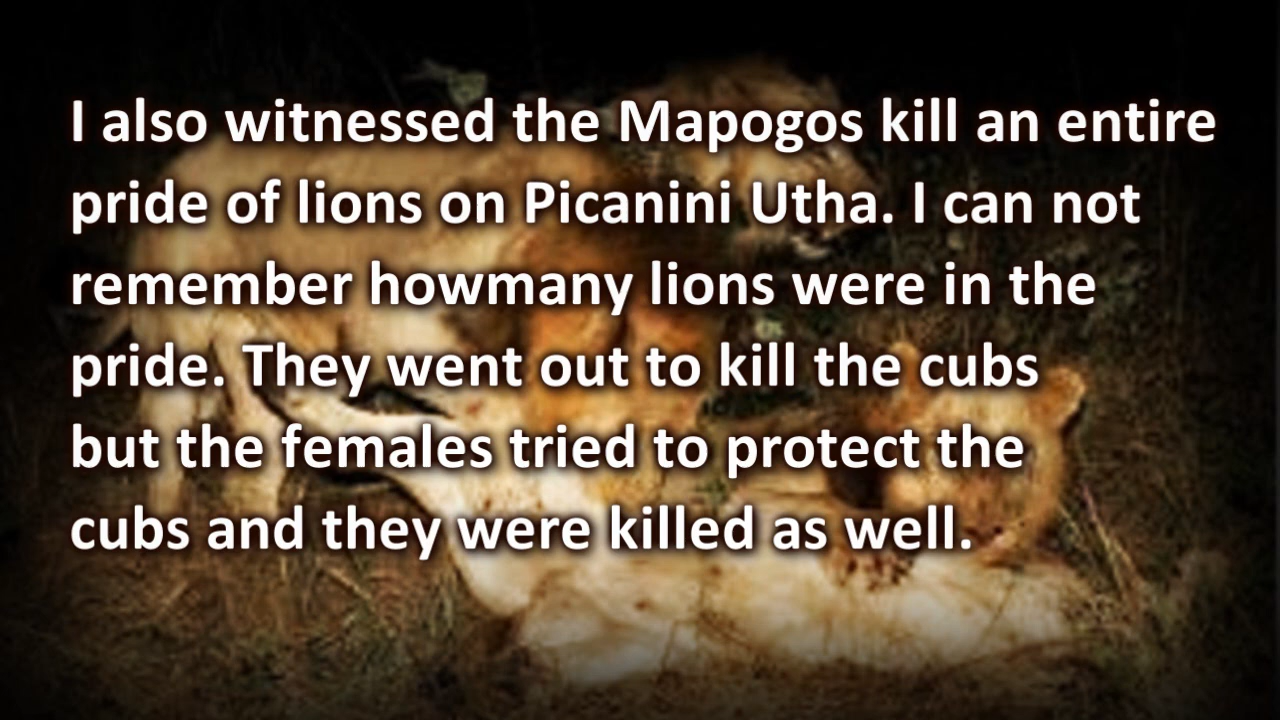 I also witnessed the Mapogos kill an entire
pride of lions on Picanini Utha. I can not
remember howmany lions were in the
pride. They went out to kill the cubs
but the females tried to protect the
cubs and they were killed as well.